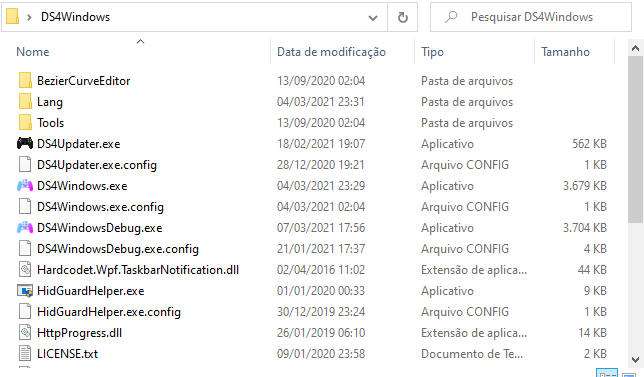 DS4Windows
Pesquisar DS4Windows
Nome Data de modificação Tipo Tamanho
BezierCurveEditor 13/09/2020 02:04 Pasta de arquivos
Lang 04/03/2021 23:31 Pasta de arquivos
Tools 13/09/2020 02:04 Pasta de arquivos
DS4Updater.exe 18/02/2021 19:07 Aplicativo 562 KB
DS4Updater.exe.config 28/12/2020 19:21 Arquivo CONFIG 1 KB
DS4Windows.exe 04/03/2021 23:29 Aplicativo 3.679 KB
DS4Windows.exe.config 04/03/2021 02:04 Arquivo CONFIG 1 KB
DS4WindowsDebug.exe 07/03/2021 17:56 Aplicativo 3.704 KB
DS4WindowsDebug.exe.config 21/01/2021 17:37 Arquivo CONFIG 4 KB
Hardcodet.Wpf.TaskbarNotification.dll 02/04/2016 11:02 Extensão de aplica... 44 KB
HidGuardHelper.exe 01/01/2020 00:33 Aplicativo 9 KB
HidGuardHelper.exe.config 30/12/2019 23:24 Arquivo CONFIG 1 KB
HttpProgress.dll 26/01/2019 06:10 Extensão de aplica... 14 KB
LICENSE.txt 09/01/2020 23:58 Documento de Te... 2 KB